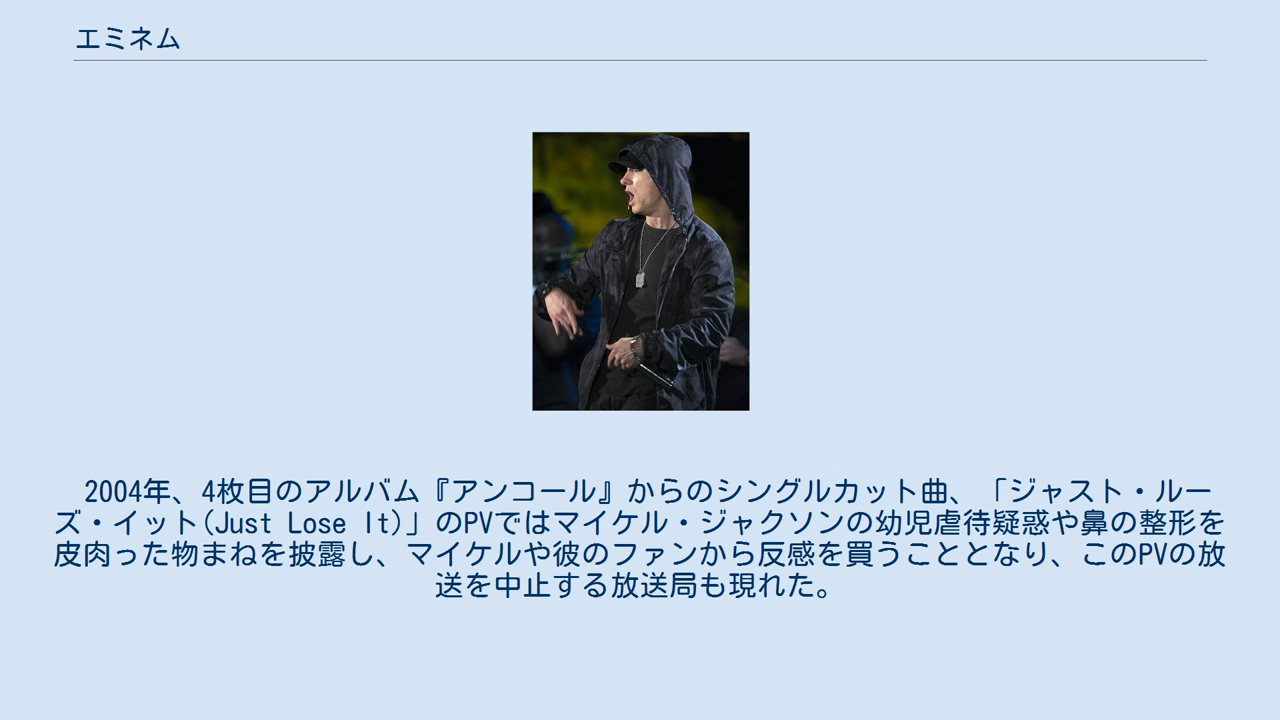 エミネム
2004年、4枚目のアルバム『アンコール』からのシングルカット曲、「ジャスト・ルー
ズ・イット(Just Lose It)」のPVではマイケル・ジャクソンの幼児虐待疑惑や鼻の整形を
皮肉った物まねを披露し、マイケルや彼のファンから反感を買うこととなり、このPVの放
送を中止する放送局も現れた。